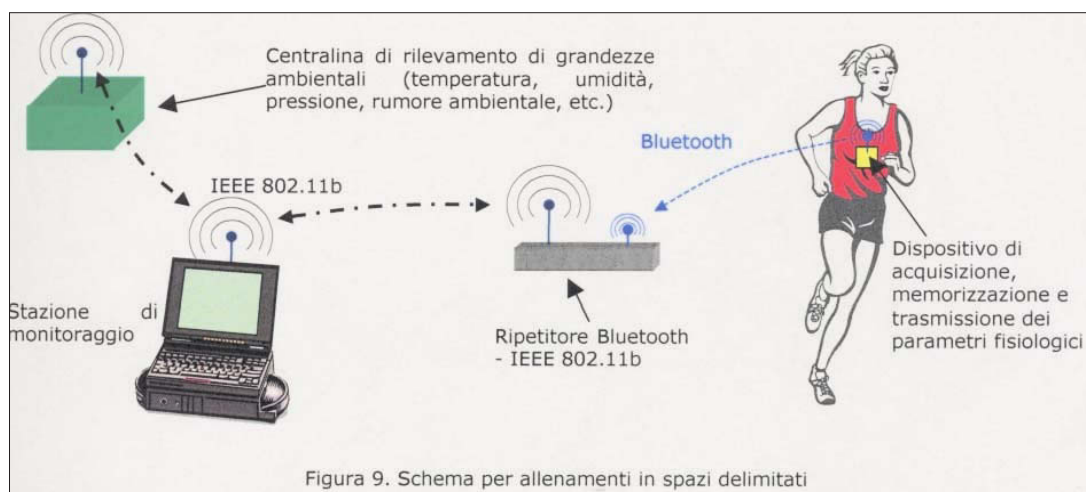 Centralina di rilevamento di grandezze
ambientali (temperatura, umidità,
pressione, rumore ambientale, etc.)
Bluetooth
IEEE 802.11b
Stazione di
monitoraggio
Ripetitore Bluetooth
- IEEE 802.11b
Dispositivo di
acquisizione,
memorizzazione e
trasmissione dei
parametri fisiologici
Figura 9. Schema per allenamenti in spazi delimitati